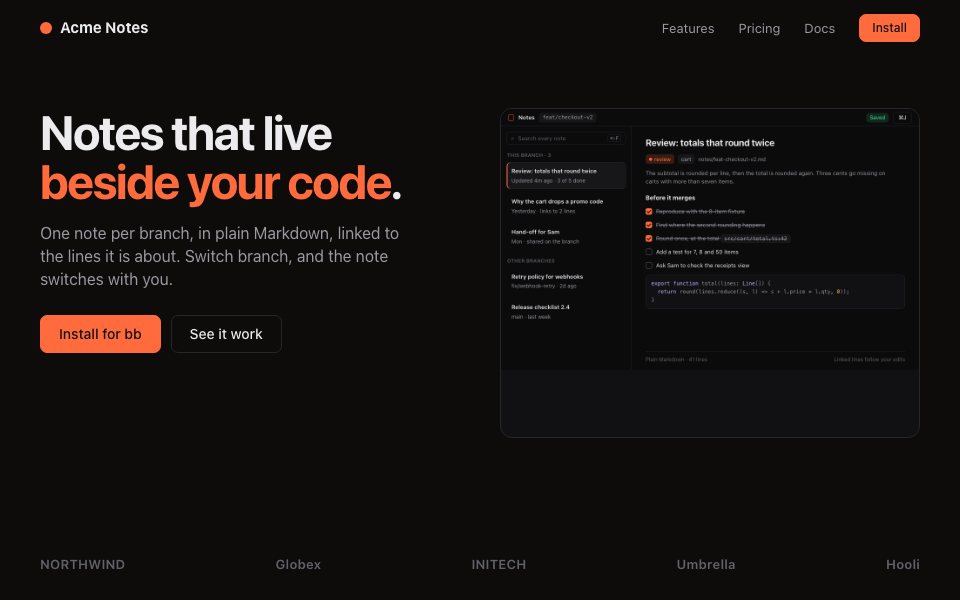 Acme Notes
Features
Pricing
Docs
Install
Notes that live
beside your code.
One note per branch, in plain Markdown, linked to
the lines it is about. Switch branch, and the note
switches with you.
Install for bb
See it work
Notes
feat/checkout-v2
Saved
⌘J
Search every note
THIS BRANCH · 3
Review: totals that round twice
Updated 4m ago · 3 of 5 done
Why the cart drops a promo code
Yesterday · links to 2 lines
Hand-off for Sam
Mon · shared on the branch
OTHER BRANCHES
Retry policy for webhooks
fix/webhook-retry · 2d ago
Release checklist 2.4
main · last week
Review: totals that round twice
review
cart
notes/feat-checkout-v2.md
The subtotal is rounded per line, then the total is rounded again. Three cents go missing on
carts with more than seven items.
Before it merges
Reproduce with the 8-item fixture
Find where the second rounding happens
Round once, at the total src/cart/total.ts:42
Add a test for 7, 8 and 59 items
Ask Sam to check the receipts view
export function total(lines: Line[]) {
return round(lines.reduce((s, l) => s + l.price * l.qty, 0));
}
Plain Markdown · 41 lines
Linked lines follow your edits
NORTHWIND
Globex
INITECH
Umbrella
Hooli